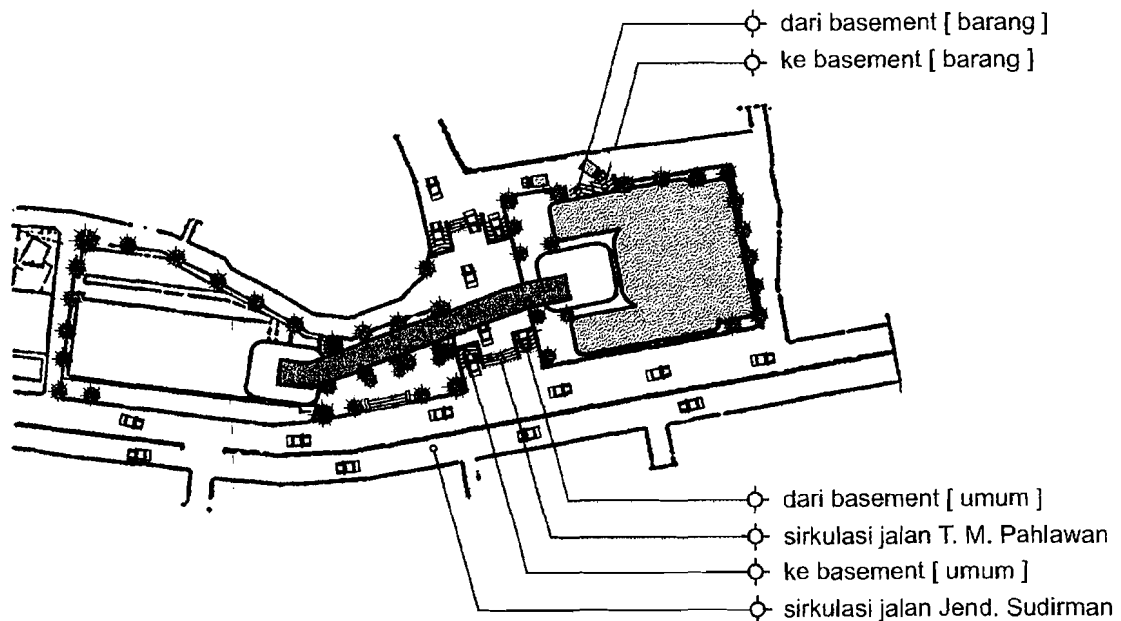 dari basement [ barang ]
ke basement [ barang ]
dari basement [ umum ]
sirkulasi jalan T. M. Pahlawan
ke basement [ umum ]
sirkulasi jalan Jend. Sudirman